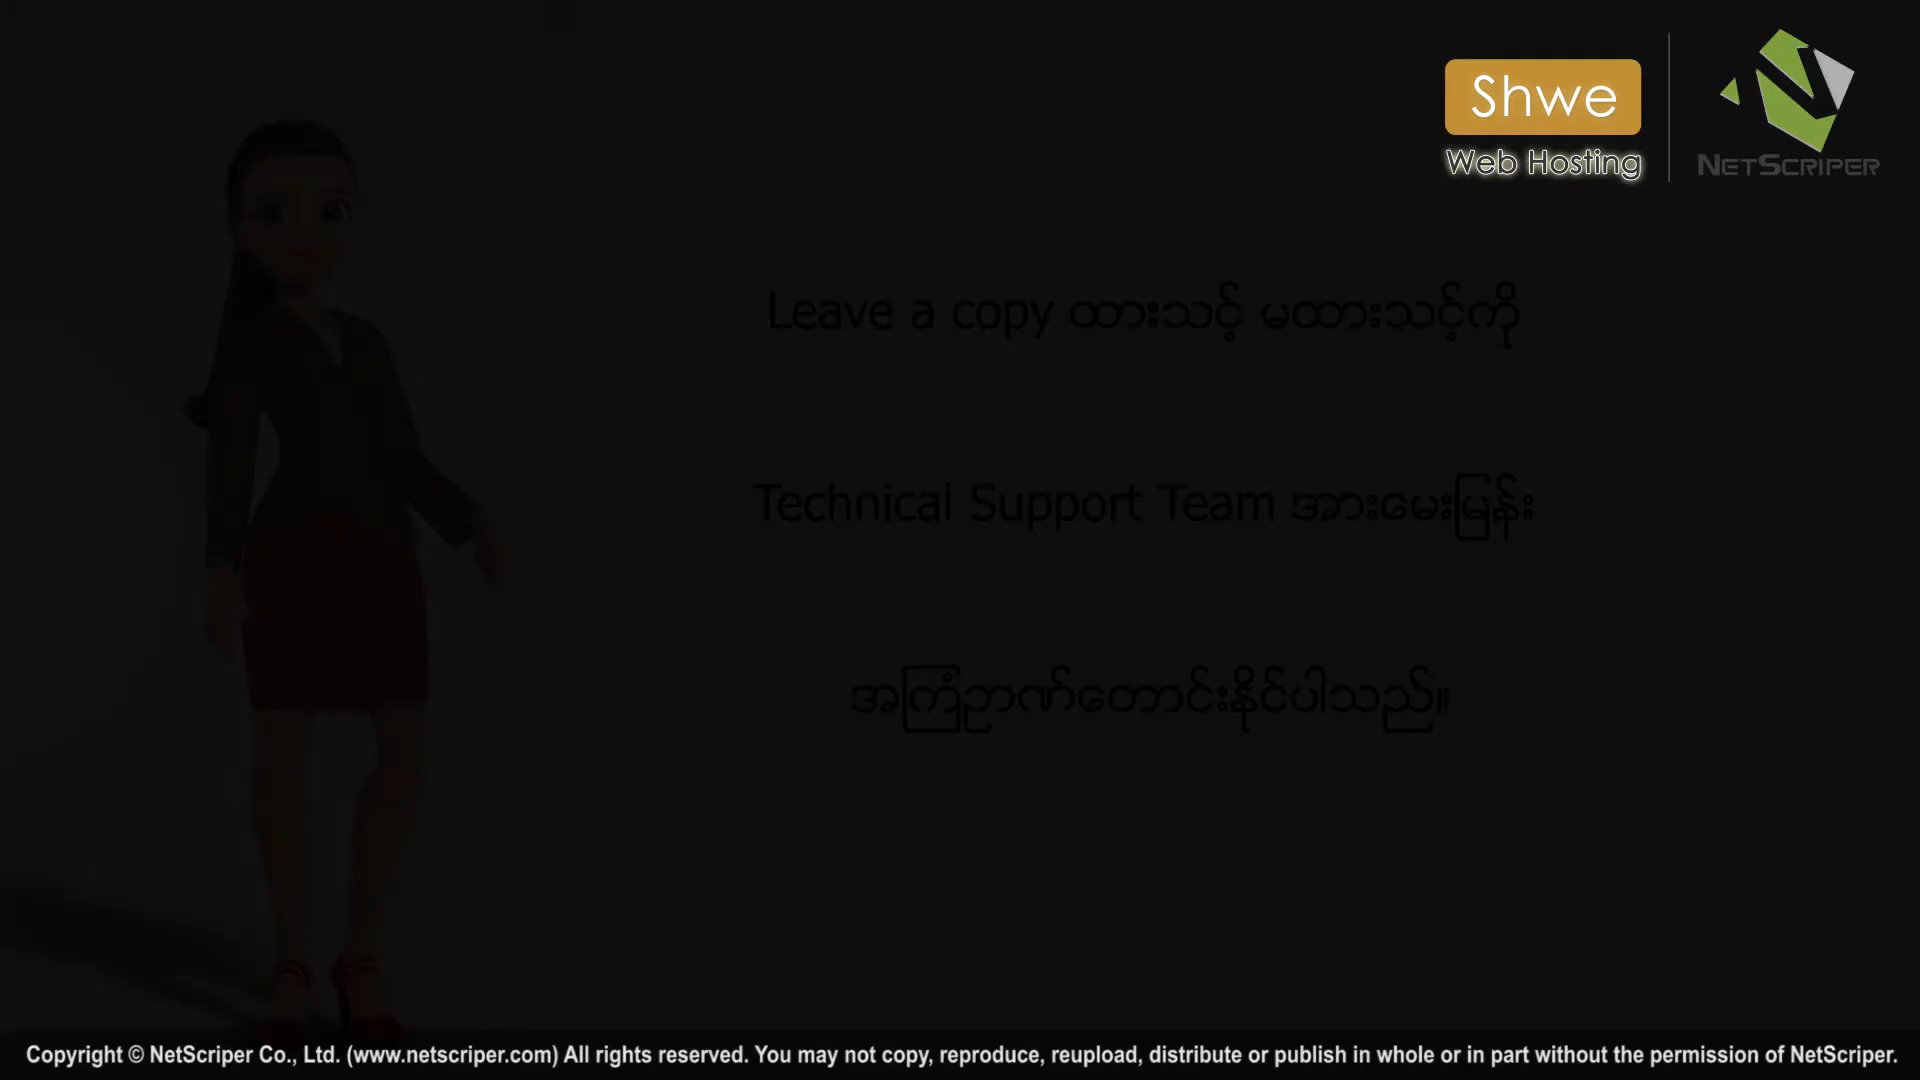 Shwe
Web Hosting
NETSCRIPER
Leave a copy ထားသင့် မထားသင့်ကို
Technical Support Team အားမေးမြန်း
အကြံဉာဏ်တောင်းနိုင်ပါသည်။
Copyright © NetScriper Co., Ltd. (www.netscriper.com) All rights reserved. You may not copy, reproduce, reupload, distribute or publish in whole or in part without the permission of NetScriper.